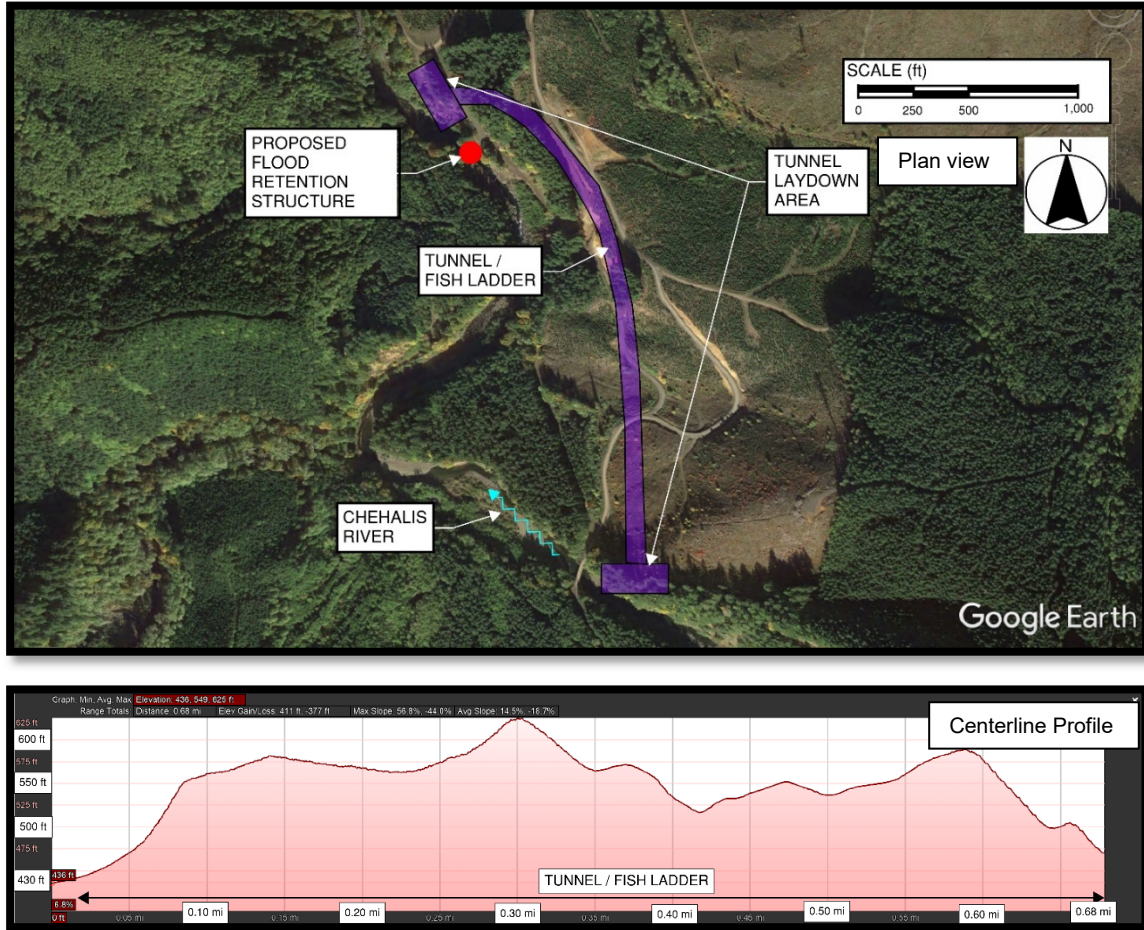 SCALE (ft)
0 250 500 1,000
Plan view
N
PROPOSED
FLOOD
RETENTION
STRUCTURE
TUNNEL
LAYDOWN
AREA
TUNNEL /
FISH LADDER
CHEHALIS
RIVER
Google Earth
Graph: Min, Avg, Max Elevation: 436, 549, 625 ft
Range Totals: Distance: 0.68 mi Elev Gain/Loss: 411 ft, -377 ft Max Slope: 56.8%, -44.0% Avg Slope: 14.5%, -18.7%
Centerline Profile
625 ft
600 ft
575 ft
550 ft
525 ft
500 ft
475 ft
430 ft
436 ft
6.8%
TUNNEL / FISH LADDER
0 ft 0.05 mi 0.10 mi 0.15 mi 0.20 mi 0.25 mi 0.30 mi 0.35 mi 0.40 mi 0.45 mi 0.50 mi 0.55 mi 0.60 mi 0.68 mi